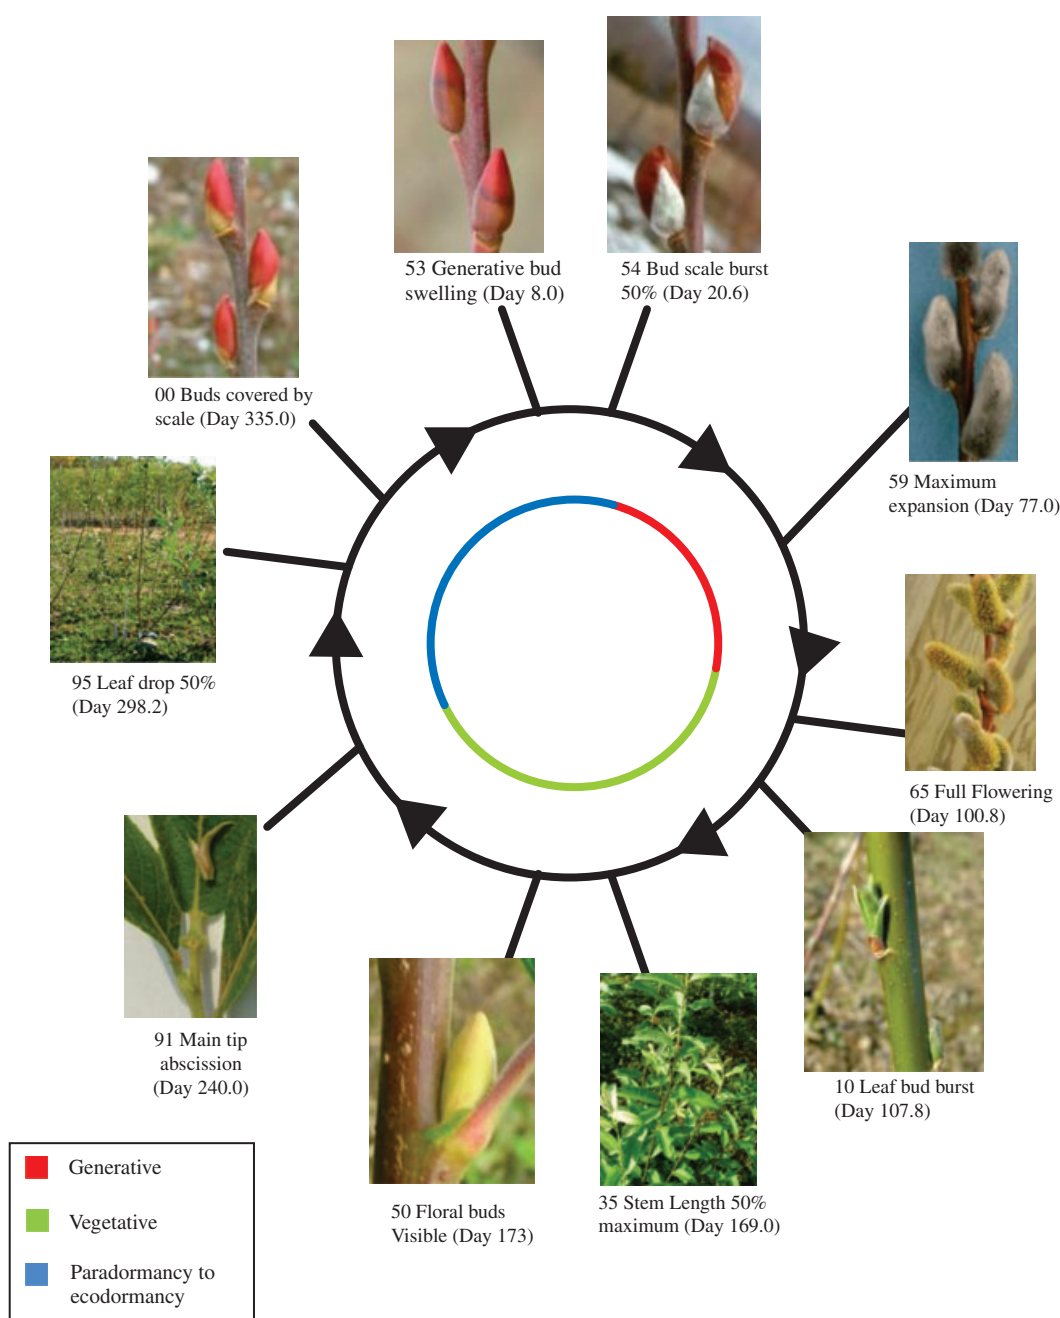 53 Generative bud
swelling (Day 8.0)
54 Bud scale burst
50% (Day 20.6)
59 Maximum
expansion (Day 77.0)
65 Full Flowering
(Day 100.8)
10 Leaf bud burst
(Day 107.8)
35 Stem Length 50%
maximum (Day 169.0)
50 Floral buds
Visible (Day 173)
91 Main tip
abscission
(Day 240.0)
95 Leaf drop 50%
(Day 298.2)
00 Buds covered by
scale (Day 335.0)
Generative
Vegetative
Paradormancy to
ecodormancy